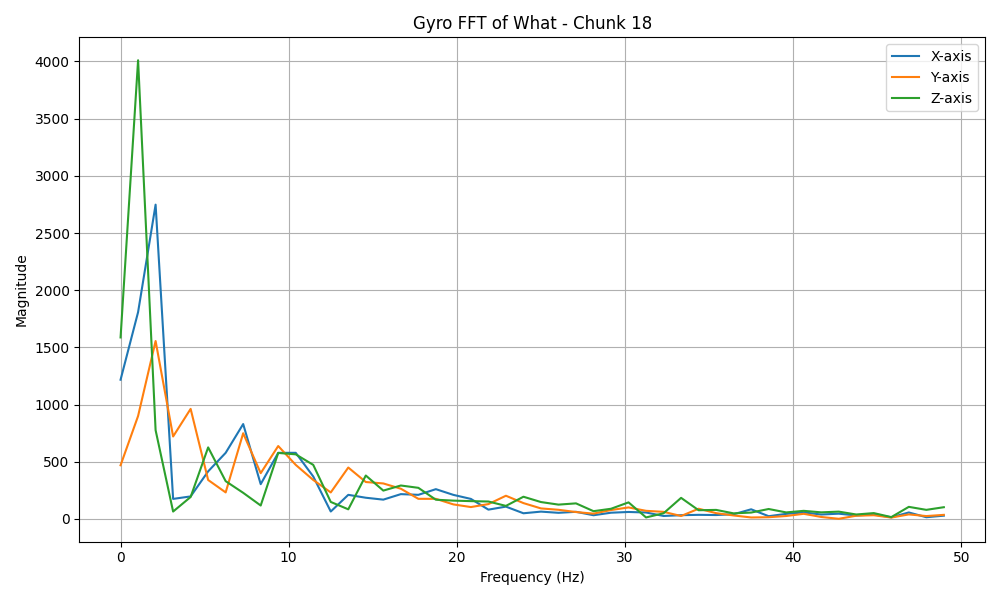 Gyro FFT of What - Chunk 18
X-axis
Y-axis
Z-axis
Magnitude
4000
3500
3000
2500
2000
1500
1000
500
0
0 10 20 30 40 50
Frequency (Hz)